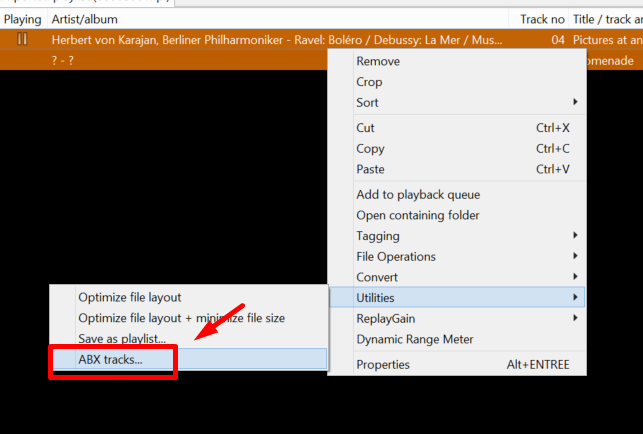 Playing Artist/album Track no Title / track ar
Herbert von Karajan, Berliner Philharmoniker - Ravel: Boléro / Debussy: La Mer / Mus... 04 Pictures at an
? - ? omenade
Remove
Crop
Sort
Cut Ctrl+X
Copy Ctrl+C
Paste Ctrl+V
Add to playback queue
Open containing folder
Tagging
File Operations
Convert
Utilities
ReplayGain
Dynamic Range Meter
Properties Alt+ENTREE
Optimize file layout
Optimize file layout + minimize file size
Save as playlist...
ABX tracks...